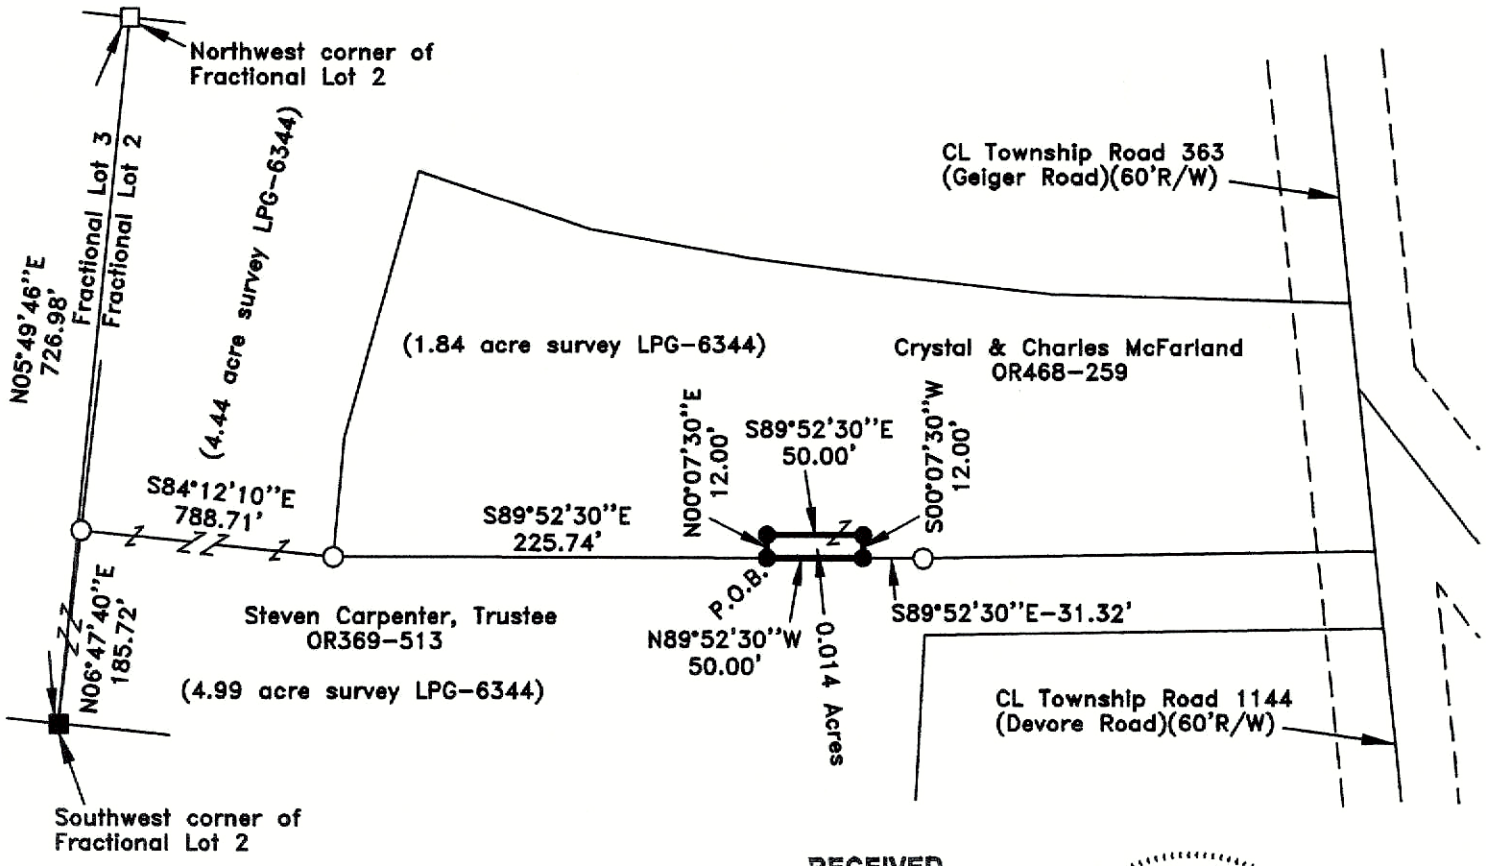 Northwest corner of
Fractional Lot 2
(4.44 acre survey LPG-6344)
Fractional Lot 3
Fractional Lot 2
N05°49'46''E
726.98'
CL Township Road 363
(Geiger Road)(60'R/W)
(1.84 acre survey LPG-6344)
Crystal & Charles McFarland
OR468-259
N00°07'30''E
12.00'
S89°52'30''E
50.00'
S00°07'30''W
12.00'
S84°12'10''E
788.71'
S89°52'30''E
225.74'
P.O.B.
N06°47'40''E
185.72'
Steven Carpenter, Trustee
OR369-513
(4.99 acre survey LPG-6344)
N89°52'30''W
50.00'
0.014 Acres
S89°52'30''E-31.32'
CL Township Road 1144
(Devore Road)(60'R/W)
Southwest corner of
Fractional Lot 2
RECEIVED